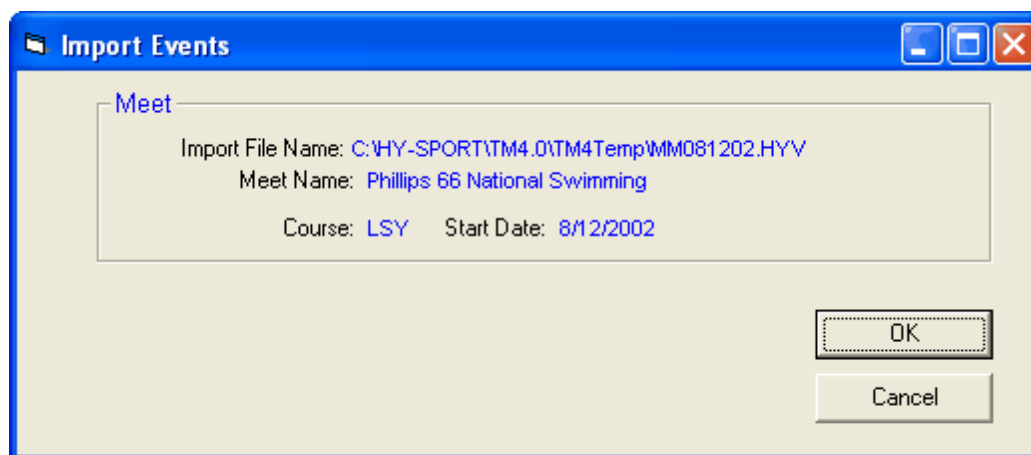 Import Events
Meet
Import File Name: C:\HY-SPORT\TM4.0\TM4Temp\MM081202.HYV
Meet Name: Phillips 66 National Swimming
Course: LSY Start Date: 8/12/2002
OK
Cancel